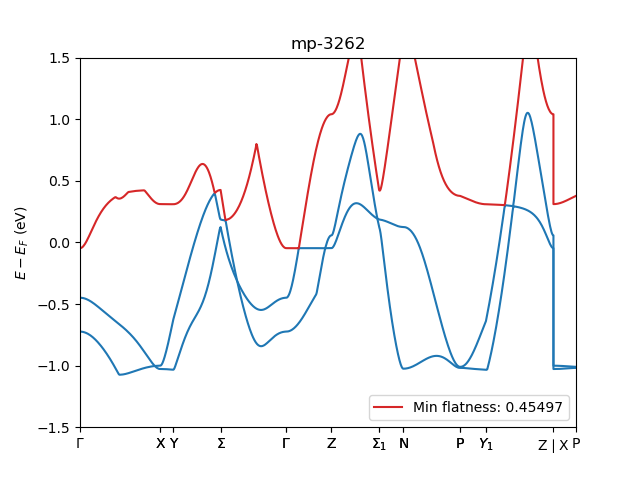 mp-3262
E − E_F (eV)
1.5
1.0
0.5
0.0
−0.5
−1.0
−1.5
Min flatness: 0.45497
Γ X Y Σ Γ Z Σ₁ N P Y₁ Z | X P